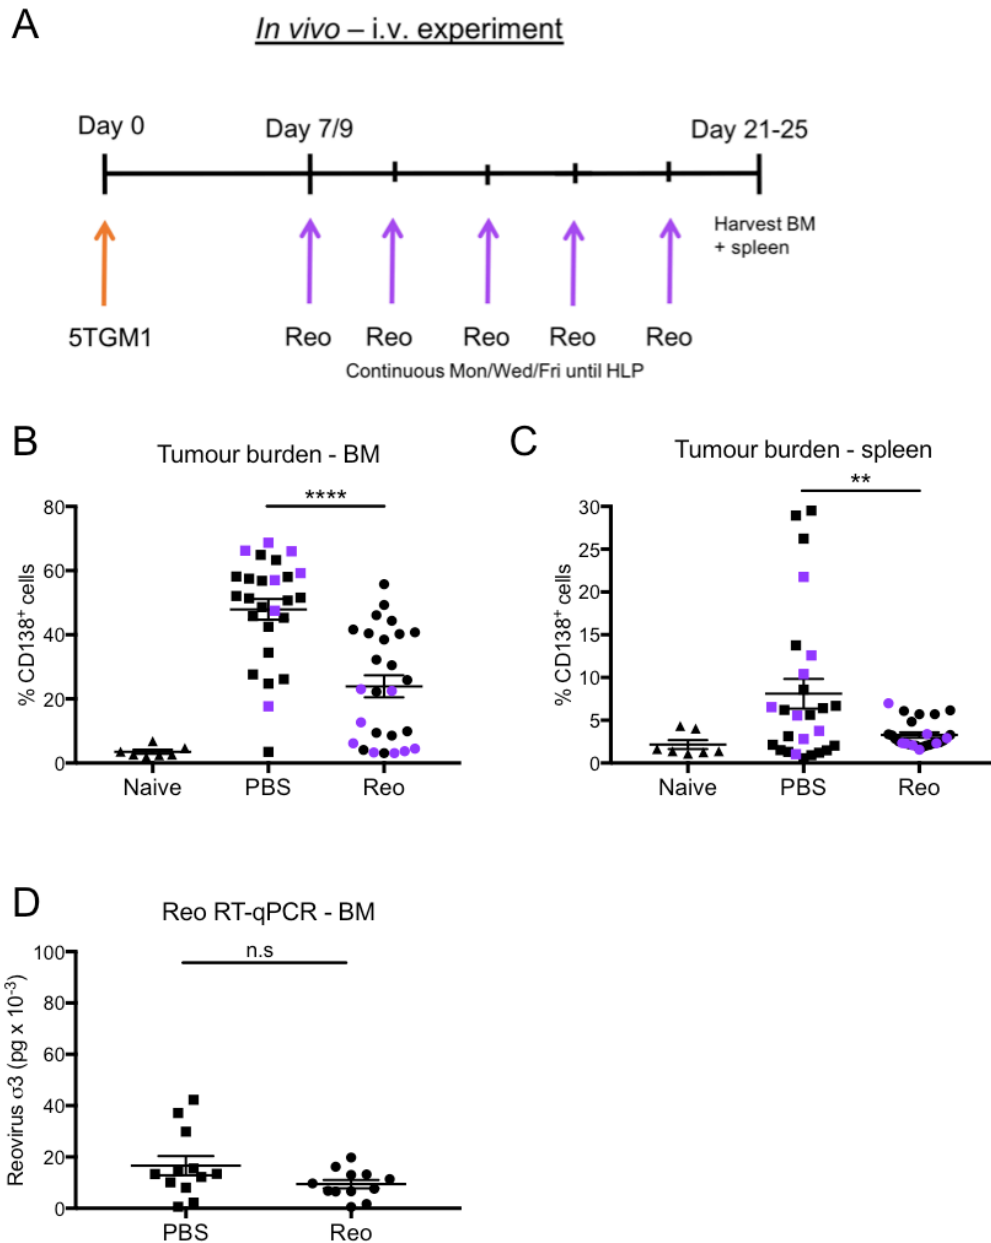 A
In vivo – i.v. experiment
Day 0
Day 7/9
Day 21-25
Harvest BM
+ spleen
5TGM1
Reo
Reo
Reo
Reo
Reo
Continuous Mon/Wed/Fri until HLP
B
Tumour burden - BM
****
% CD138⁺ cells
80
60
40
20
0
Naive
PBS
Reo
C
Tumour burden - spleen
**
% CD138⁺ cells
30
25
20
15
10
5
0
Naive
PBS
Reo
D
Reo RT-qPCR - BM
n.s
Reovirus σ3 (pg x 10⁻³)
100
80
60
40
20
0
PBS
Reo